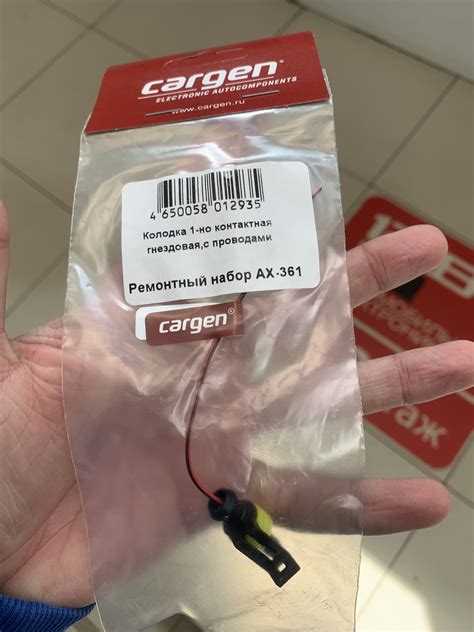 cargen®
ELECTRONIC AUTOCOMPONENTS
www.cargen.ru
4 650058 012935
Колодка 1-но контактная
гнездовая,с проводами
Ремонтный набор АХ-361
cargen®